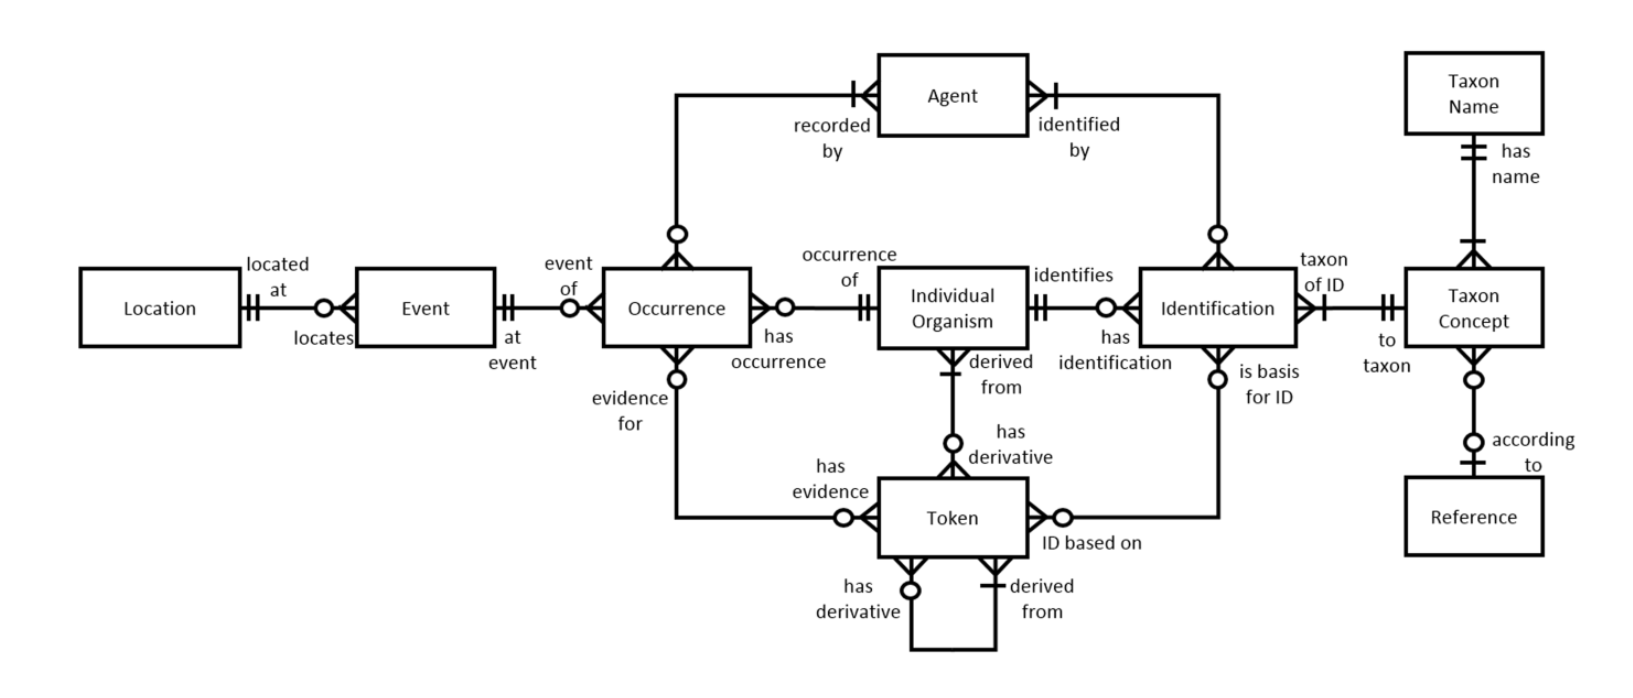 Agent
Taxon
Name
recorded
by
identified
by
has
name
Location
located
at
locates
Event
event
of
at
event
Occurrence
occurrence
of
has
occurrence
Individual
Organism
identifies
has
identification
Identification
taxon
of ID
to
taxon
Taxon
Concept
evidence
for
derived
from
is basis
for ID
has
derivative
according
to
has
evidence
Token
ID based on
Reference
has
derivative
derived
from